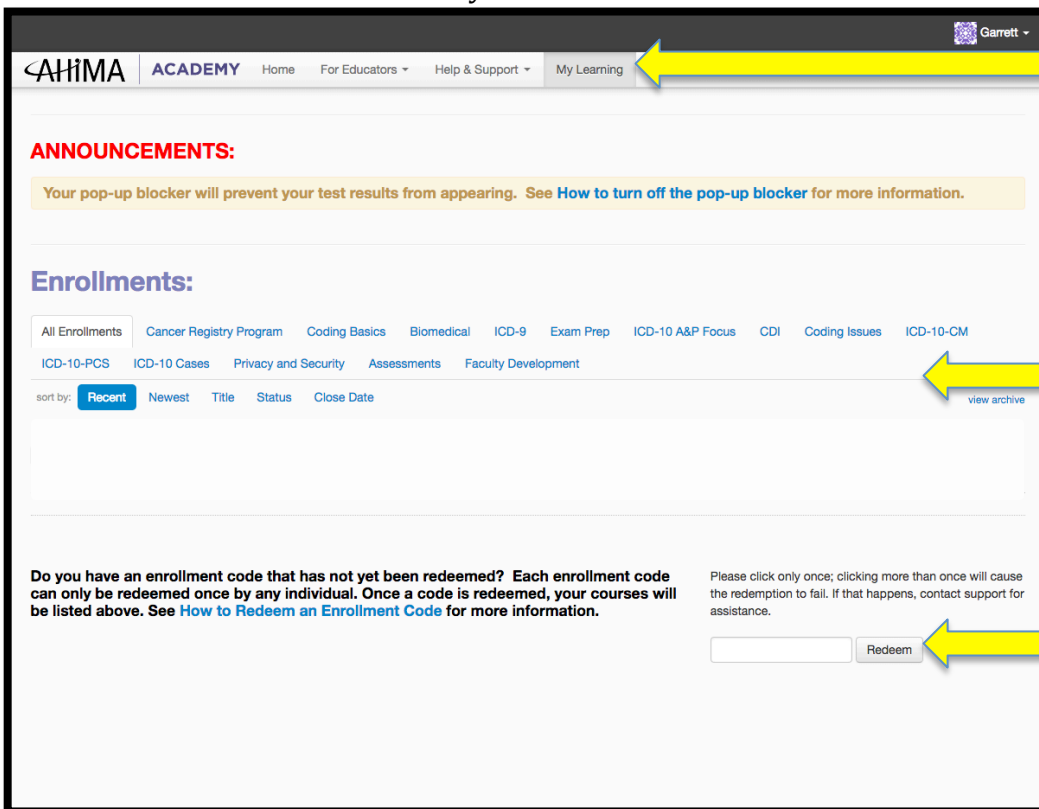 Garrett
AHIMA ACADEMY Home For Educators Help & Support My Learning
ANNOUNCEMENTS:
Your pop-up blocker will prevent your test results from appearing. See How to turn off the pop-up blocker for more information.
Enrollments:
All Enrollments Cancer Registry Program Coding Basics Biomedical ICD-9 Exam Prep ICD-10 A&P Focus CDI Coding Issues ICD-10-CM
ICD-10-PCS ICD-10 Cases Privacy and Security Assessments Faculty Development
sort by: Recent Newest Title Status Close Date view archive
Do you have an enrollment code that has not yet been redeemed? Each enrollment code
can only be redeemed once by any individual. Once a code is redeemed, your courses will
be listed above. See How to Redeem an Enrollment Code for more information.
Please click only once; clicking more than once will cause
the redemption to fail. If that happens, contact support for
assistance.
Redeem